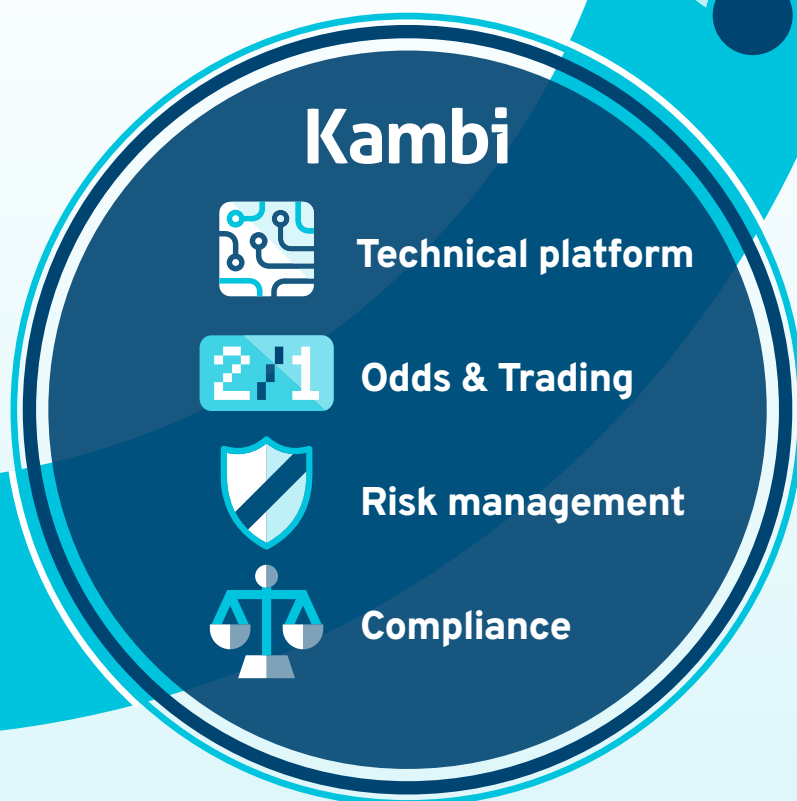 Kambi
Technical platform
2/1
Odds & Trading
Risk management
Compliance